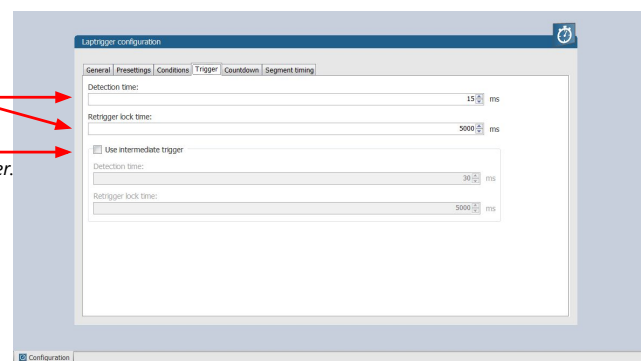 Laptrigger configuration
General Presettings Conditions Trigger Countdown Segment timing
Detection time:
15 ms
Retrigger lock time:
5000 ms
Use intermediate trigger
er.
Detection time:
30 ms
Retrigger lock time:
5000 ms
Configuration